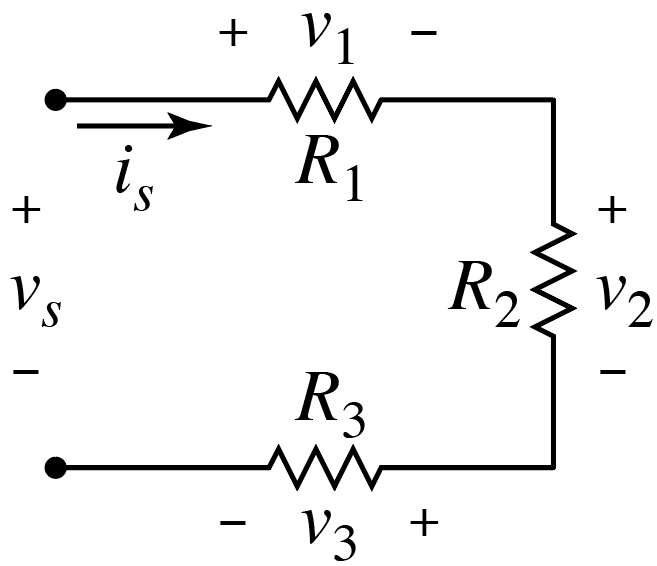 + v₁ −
R₁
iₛ
+ +
vₛ R₂ v₂
− −
R₃
− v₃ +